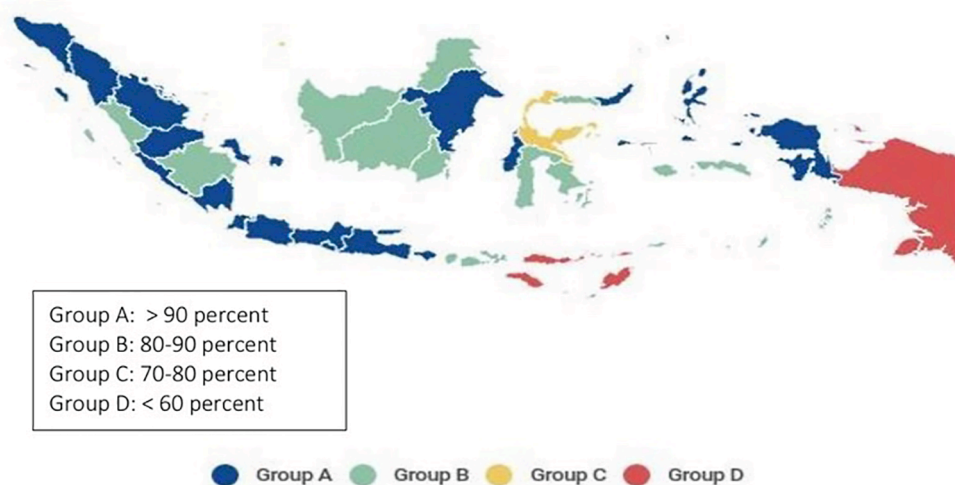 Group A:  > 90 percent
Group B: 80-90 percent
Group C: 70-80 percent
Group D: < 60 percent
Group A Group B Group C Group D